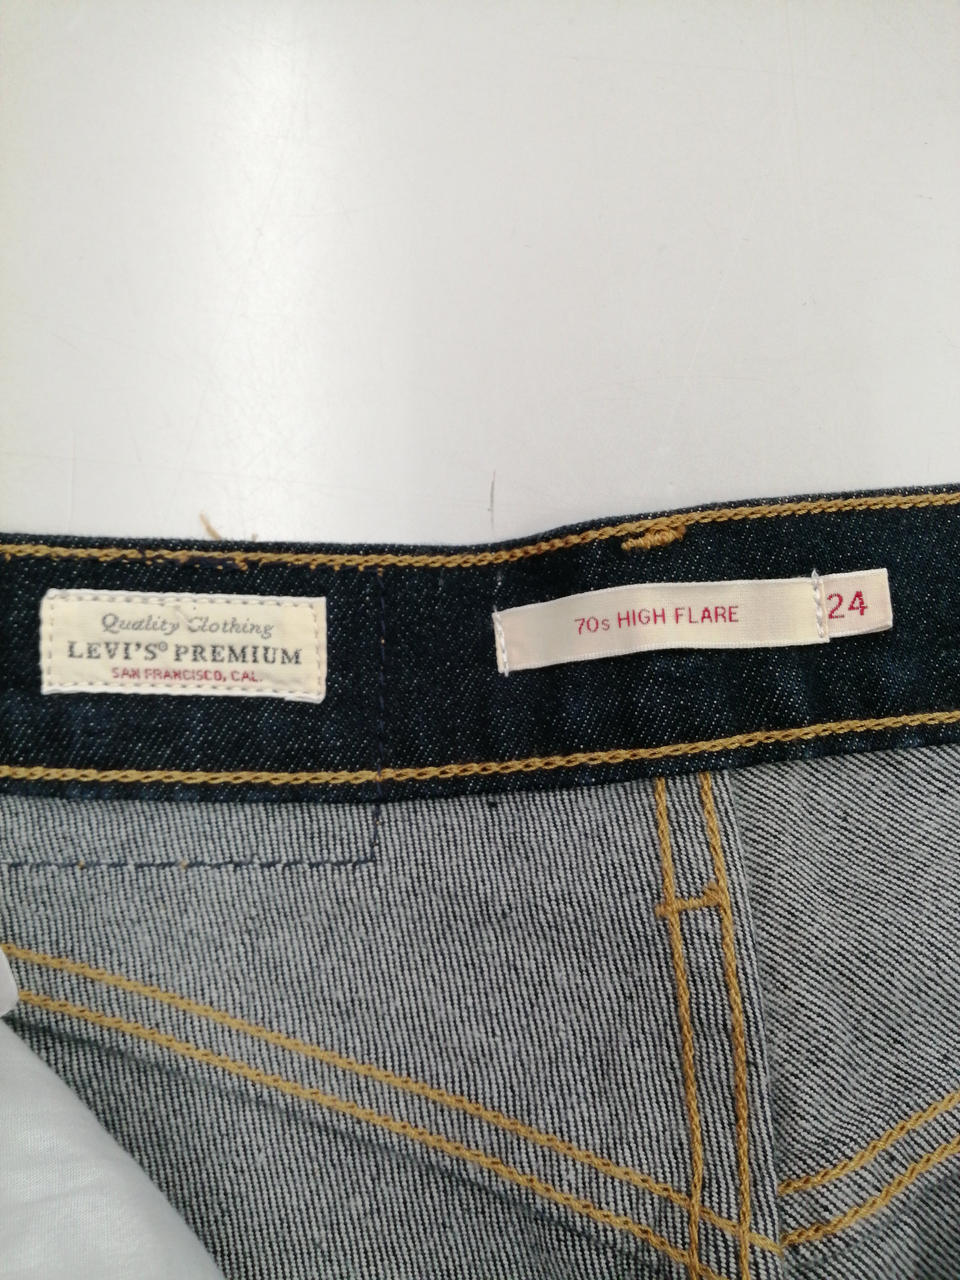 Quality Clothing
LEVI'S® PREMIUM
SAN FRANCISCO, CAL.
70s HIGH FLARE
24